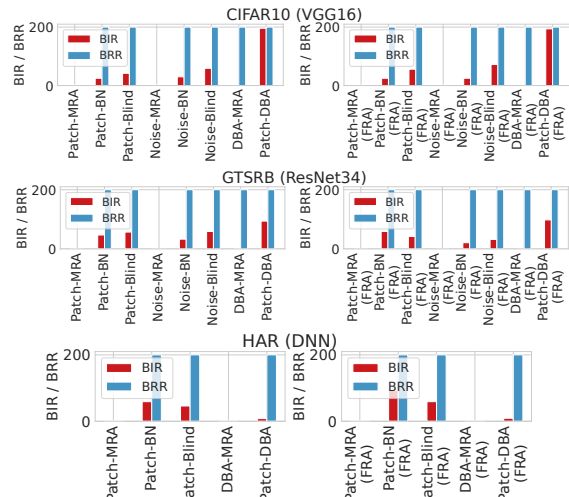 CIFAR10 (VGG16)
BIR / BRR
200
0
BIR
BRR
Patch-MRA
Patch-BN
Patch-Blind
Noise-MRA
Noise-BN
Noise-Blind
DBA-MRA
Patch-DBA
200
0
BIR
BRR
Patch-MRA
(FRA)
Patch-BN
(FRA)
Patch-Blind
(FRA)
Noise-MRA
(FRA)
Noise-BN
(FRA)
Noise-Blind
(FRA)
DBA-MRA
(FRA)
Patch-DBA
(FRA)
GTSRB (ResNet34)
BIR / BRR
200
0
BIR
BRR
Patch-MRA
Patch-BN
Patch-Blind
Noise-MRA
Noise-BN
Noise-Blind
DBA-MRA
Patch-DBA
200
0
BIR
BRR
Patch-MRA
(FRA)
Patch-BN
(FRA)
Patch-Blind
(FRA)
Noise-MRA
(FRA)
Noise-BN
(FRA)
Noise-Blind
(FRA)
DBA-MRA
(FRA)
Patch-DBA
(FRA)
HAR (DNN)
BIR / BRR
200
0
BIR
BRR
Patch-MRA
Patch-BN
Patch-Blind
DBA-MRA
Patch-DBA
200
0
BIR
BRR
Patch-MRA
(FRA)
Patch-BN
(FRA)
Patch-Blind
(FRA)
DBA-MRA
(FRA)
Patch-DBA
(FRA)